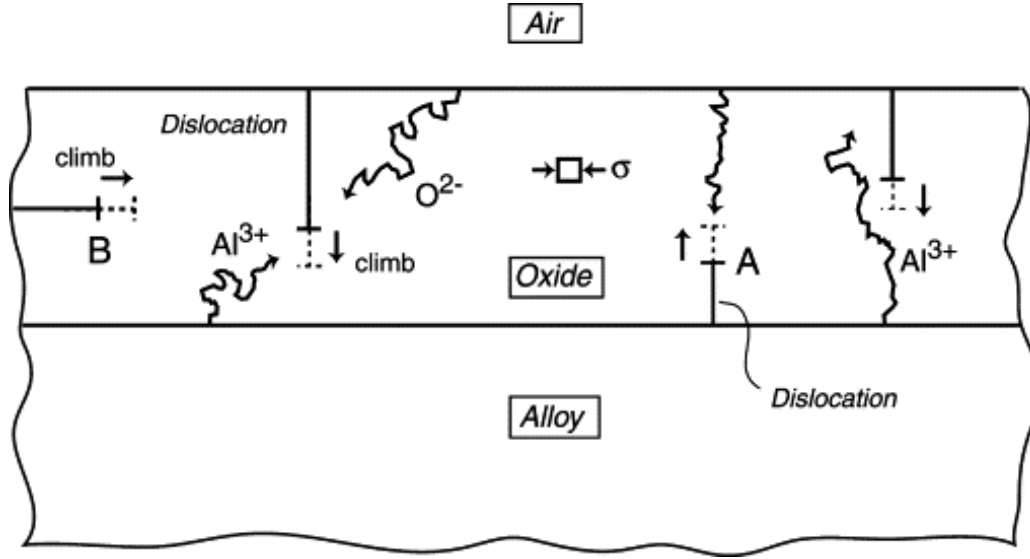 Air
Dislocation
climb
O2-
σ
B
Al3+
climb
Oxide
A
Al3+
Dislocation
Alloy